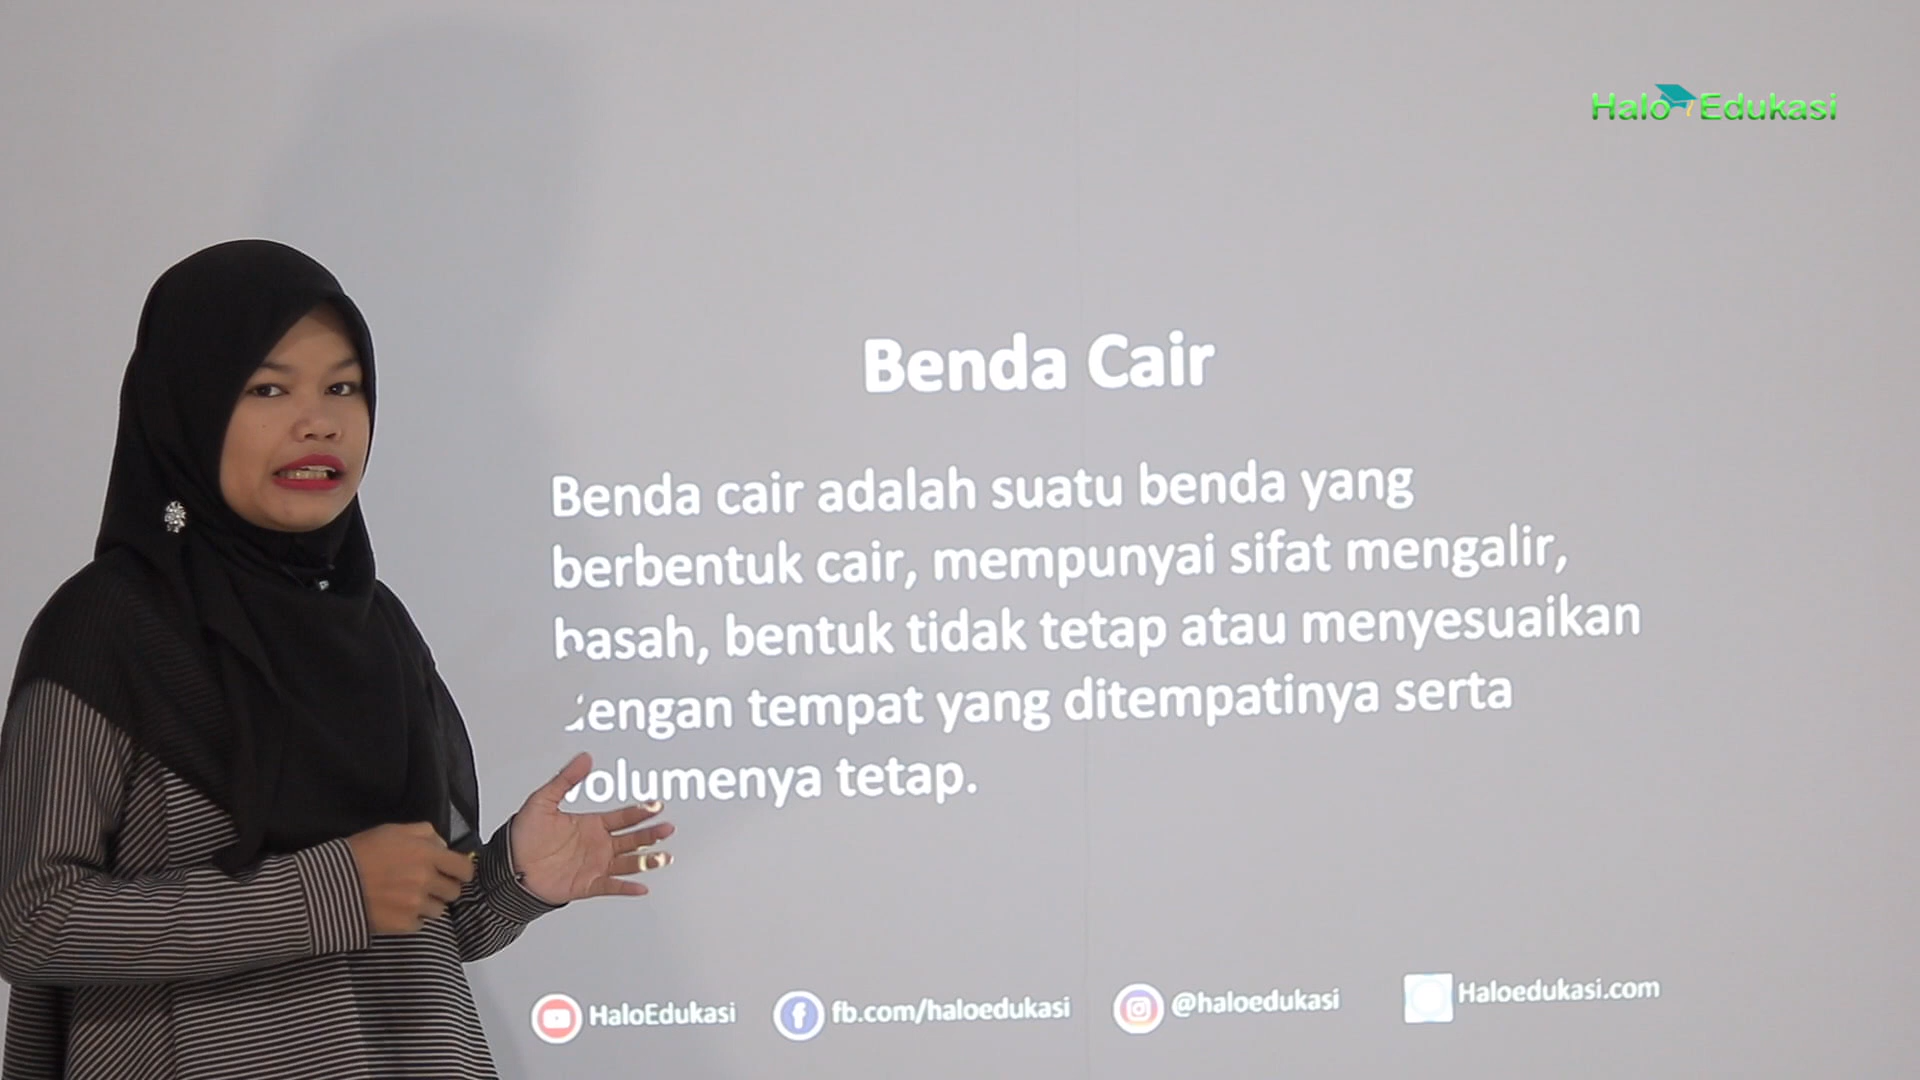 Halo Edukasi
Benda Cair
Benda cair adalah suatu benda yang
berbentuk cair, mempunyai sifat mengalir,
basah, bentuk tidak tetap atau menyesuaikan
dengan tempat yang ditempatinya serta
volumenya tetap.
HaloEdukasi fb.com/haloedukasi @haloedukasi Haloedukasi.com